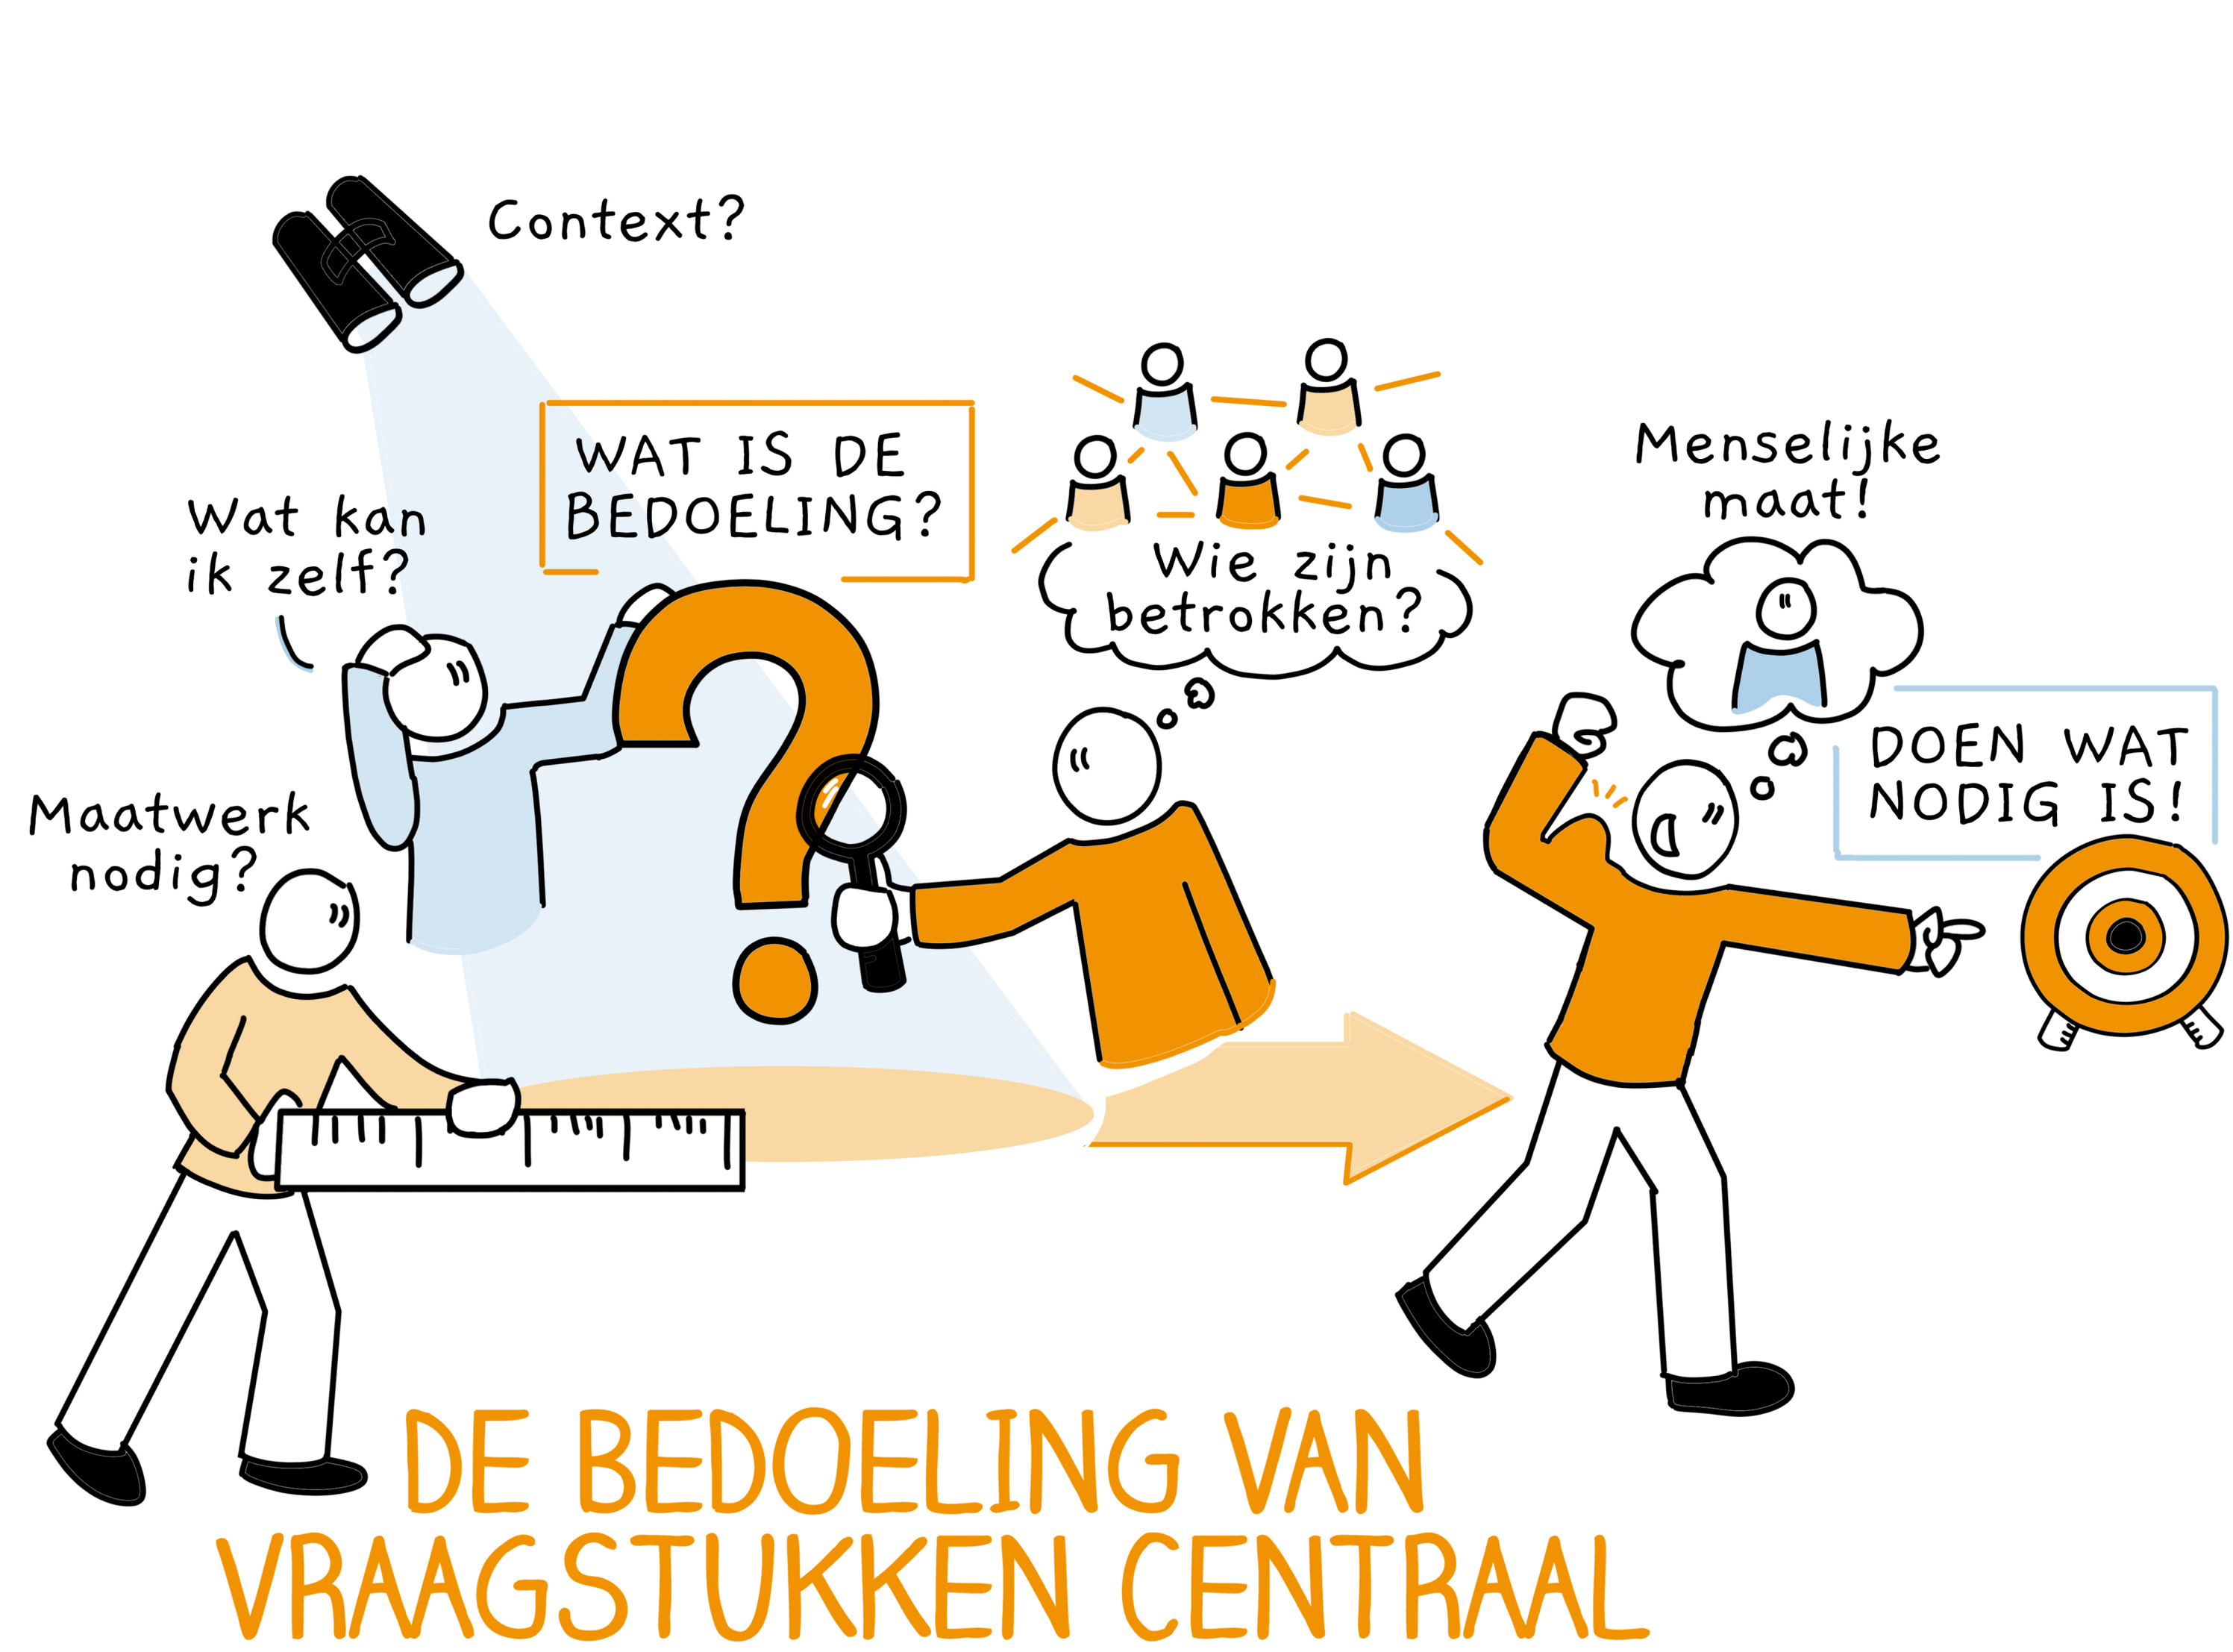 Context?
WAT IS DE
BEDOELING?
Wat kan
ik zelf?
Maatwerk
nodig?
Wie zijn
betrokken?
Menselijke
maat!
DOEN WAT
NODIG IS!
DE BEDOELING VAN
VRAAGSTUKKEN CENTRAAL